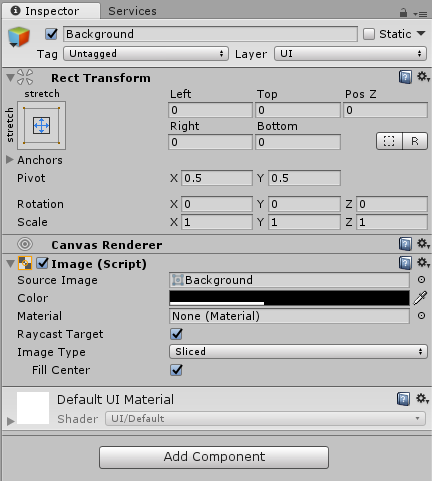 Inspector Services
Background Static
Tag Untagged Layer UI
Rect Transform
stretch
stretch
Left Top Pos Z
0 0 0
Right Bottom
0 0
R
Anchors
Pivot X 0.5 Y 0.5
Rotation X 0 Y 0 Z 0
Scale X 1 Y 1 Z 1
Canvas Renderer
Image (Script)
Source Image Background
Color
Material None (Material)
Raycast Target
Image Type Sliced
Fill Center
Default UI Material
Shader UI/Default
Add Component